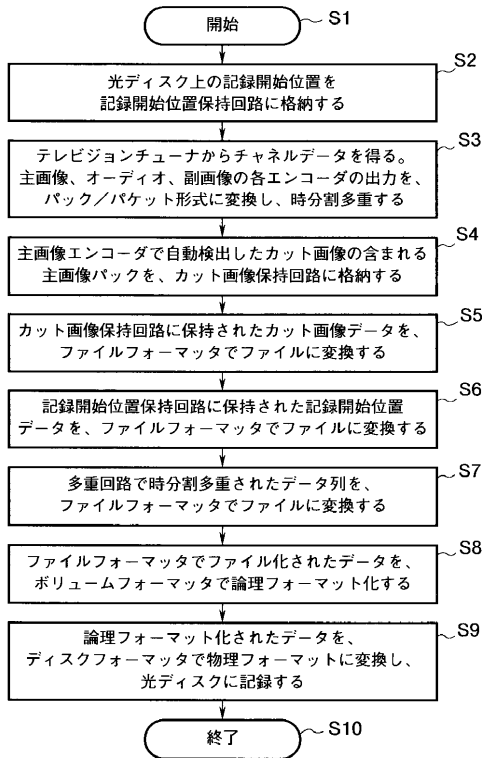 開始
S1
S2
光ディスク上の記録開始位置を
記録開始位置保持回路に格納する
S3
テレビジョンチューナからチャネルデータを得る。
主画像、オーディオ、副画像の各エンコーダの出力を、
パック／パケット形式に変換し、時分割多重する
S4
主画像エンコーダで自動検出したカット画像の含まれる
主画像パックを、カット画像保持回路に格納する
S5
カット画像保持回路に保持されたカット画像データを、
ファイルフォーマッタでファイルに変換する
S6
記録開始位置保持回路に保持された記録開始位置
データを、ファイルフォーマッタでファイルに変換する
S7
多重回路で時分割多重されたデータ列を、
ファイルフォーマッタでファイルに変換する
S8
ファイルフォーマッタでファイル化されたデータを、
ボリュームフォーマッタで論理フォーマット化する
S9
論理フォーマット化されたデータを、
ディスクフォーマッタで物理フォーマットに変換し、
光ディスクに記録する
S10
終了